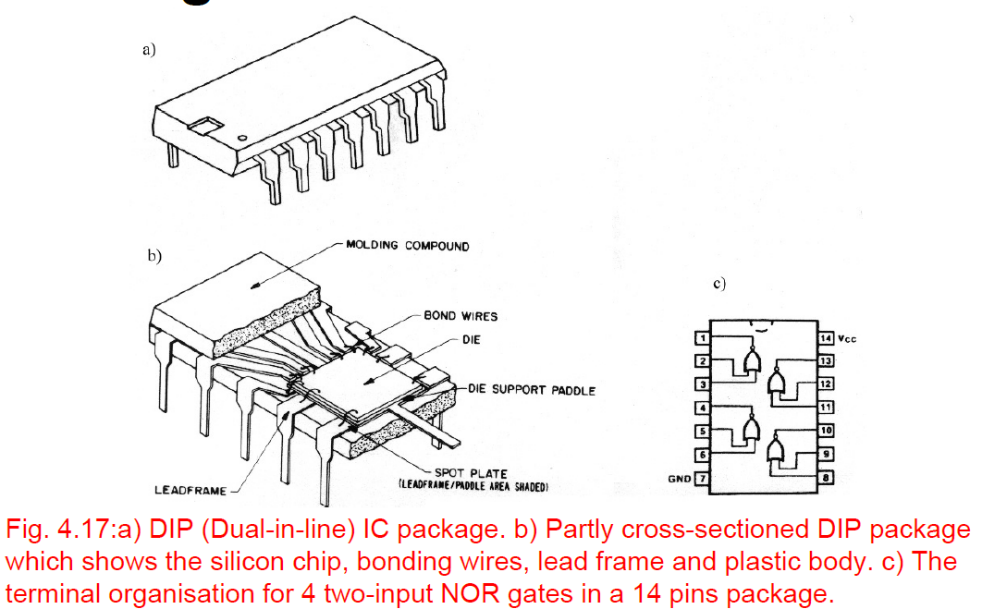 a)
b)
MOLDING COMPOUND
BOND WIRES
DIE
DIE SUPPORT PADDLE
SPOT PLATE
(LEADFRAME/PADDLE AREA SHADED)
LEADFRAME
c)
1
14 Vcc
2
13
3
12
4
11
5
10
6
9
GND 7
8
Fig. 4.17:a) DIP (Dual-in-line) IC package. b) Partly cross-sectioned DIP package
which shows the silicon chip, bonding wires, lead frame and plastic body. c) The
terminal organisation for 4 two-input NOR gates in a 14 pins package.